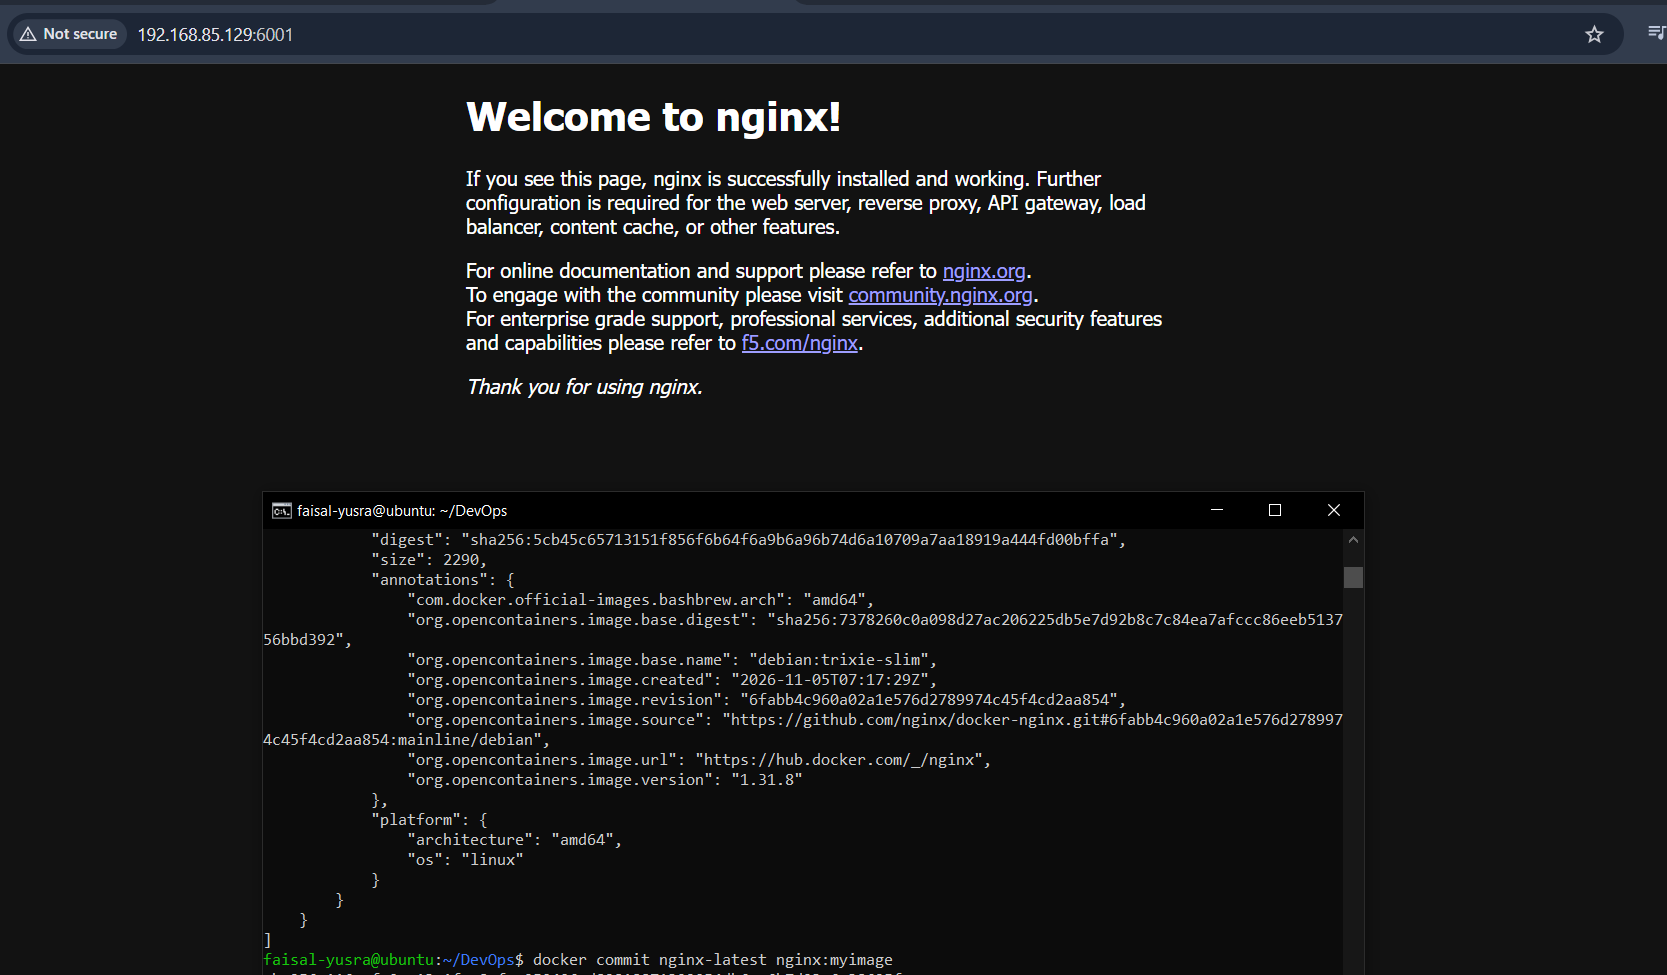 Not secure 192.168.85.129:6001
Welcome to nginx!
If you see this page, nginx is successfully installed and working. Further
configuration is required for the web server, reverse proxy, API gateway, load
balancer, content cache, or other features.
For online documentation and support please refer to nginx.org.
To engage with the community please visit community.nginx.org.
For enterprise grade support, professional services, additional security features
and capabilities please refer to f5.com/nginx.
Thank you for using nginx.
faisal-yusra@ubuntu: ~/DevOps
"digest": "sha256:5cb45c65713151f856f6b64f6a9b6a96b74d6a10709a7aa18919a444fd00bffa",
"size": 2290,
"annotations": {
"com.docker.official-images.bashbrew.arch": "amd64",
"org.opencontainers.image.base.digest": "sha256:7378260c0a098d27ac206225db5e7d92b8c7c84ea7afccc86eeb5137
56bbd392",
"org.opencontainers.image.base.name": "debian:trixie-slim",
"org.opencontainers.image.created": "2026-11-05T07:17:29Z",
"org.opencontainers.image.revision": "6fabb4c960a02a1e576d2789974c45f4cd2aa854",
"org.opencontainers.image.source": "https://github.com/nginx/docker-nginx.git#6fabb4c960a02a1e576d278997
4c45f4cd2aa854:mainline/debian",
"org.opencontainers.image.url": "https://hub.docker.com/_/nginx",
"org.opencontainers.image.version": "1.31.8"
},
"platform": {
"architecture": "amd64",
"os": "linux"
}
}
}
]
faisal-yusra@ubuntu:~/DevOps$ docker commit nginx-latest nginx:myimage